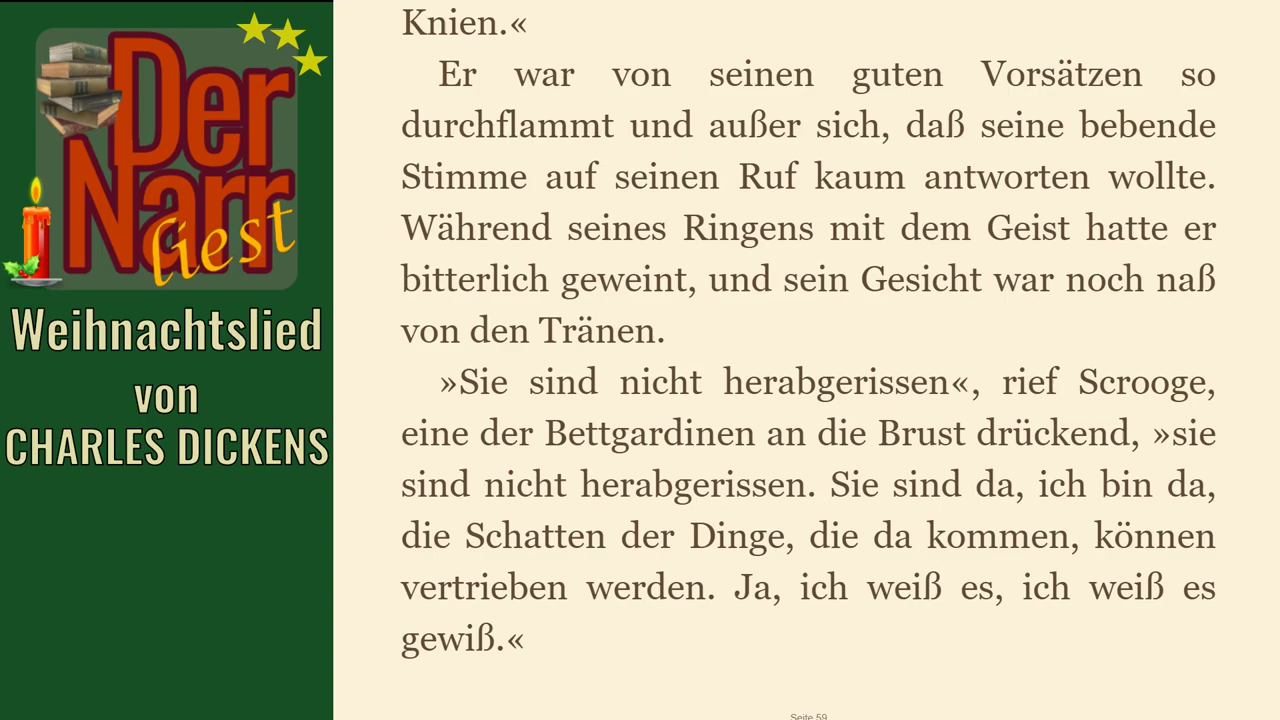 Der
Narr
liest
Weihnachtslied
von
CHARLES DICKENS
Knien.«
Er war von seinen guten Vorsätzen so
durchflammt und außer sich, daß seine bebende
Stimme auf seinen Ruf kaum antworten wollte.
Während seines Ringens mit dem Geist hatte er
bitterlich geweint, und sein Gesicht war noch naß
von den Tränen.
»Sie sind nicht herabgerissen«, rief Scrooge,
eine der Bettgardinen an die Brust drückend, »sie
sind nicht herabgerissen. Sie sind da, ich bin da,
die Schatten der Dinge, die da kommen, können
vertrieben werden. Ja, ich weiß es, ich weiß es
gewiß.«
Seite 59